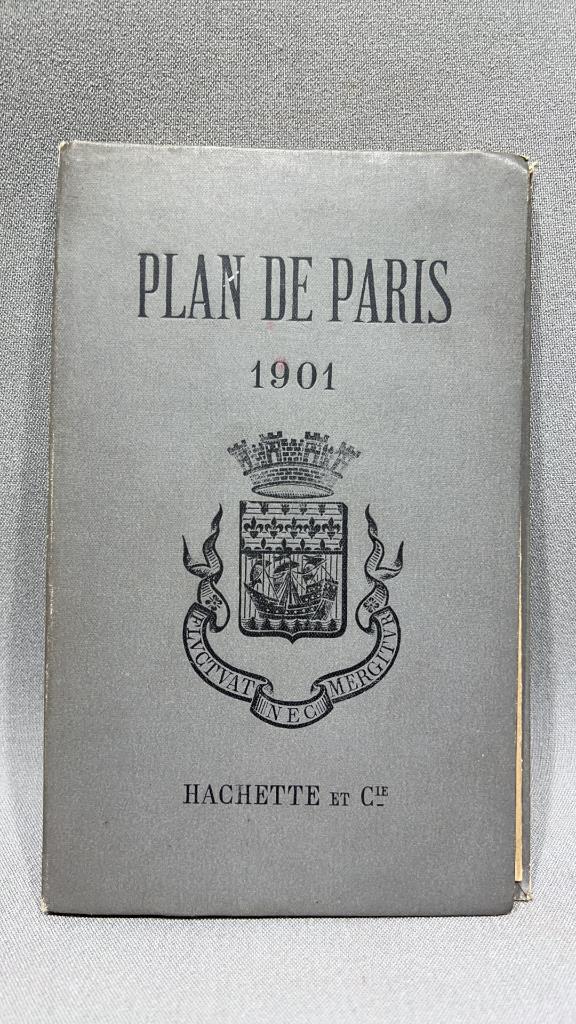 PLAN DE PARIS
1901
FLVCTVAT NEC MERGITVR
HACHETTE ET CIE